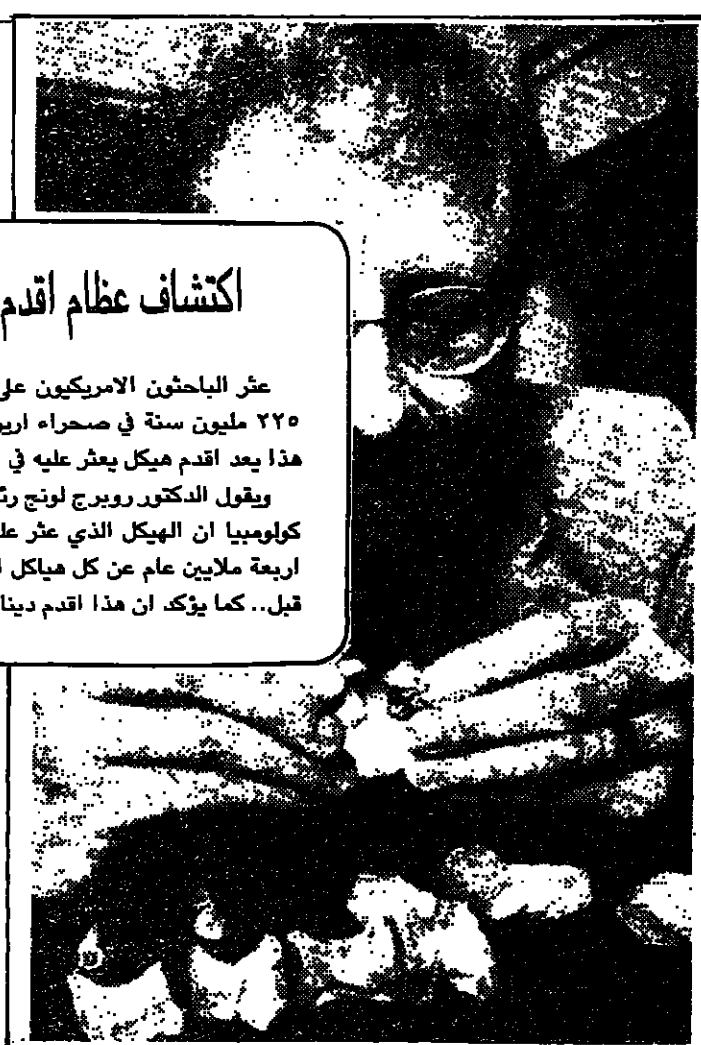 اكتشاف عظام اقدم
عثر الباحثون الامريكيون على
٢٢٥ مليون سنة في صحراء اريو
هذا يعد اقدم هيكل يعثر عليه في
ويقول الدكتور روبرج لونج رئ
كولومبيا ان الهيكل الذي عثر عل
اربعة ملايين عام عن كل هياكل ا
قبل.. كما يؤكد ان هذا اقدم دينا